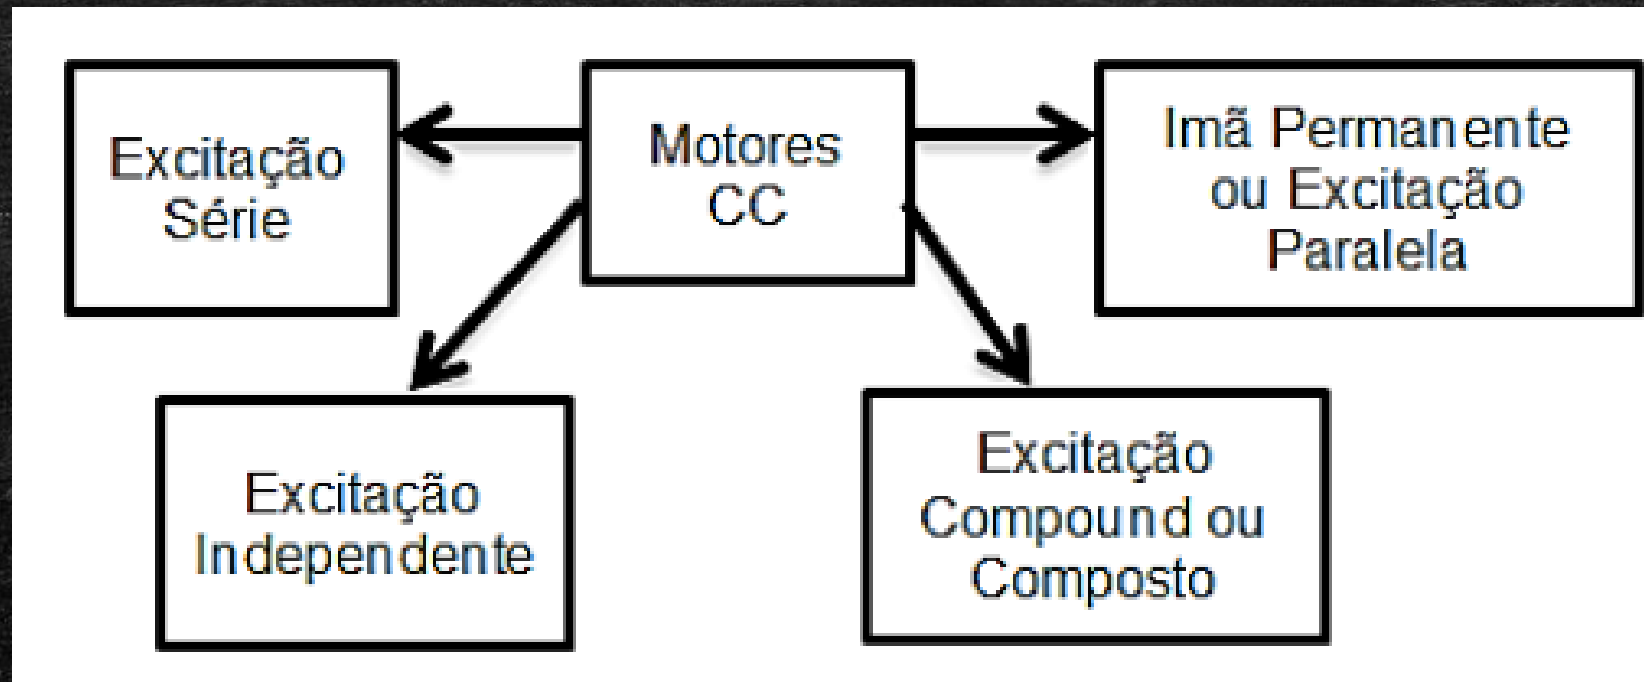 Excitação
Série
Motores
CC
Imã Permanente
ou Excitação
Paralela
Excitação
Independente
Excitação
Compound ou
Composto